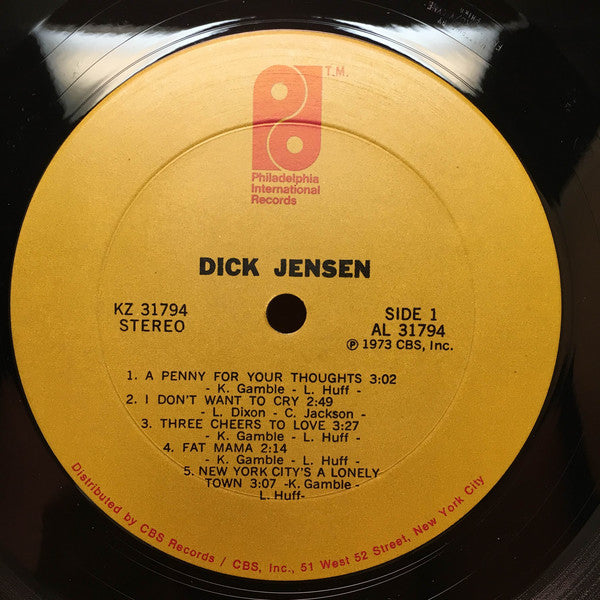 T.M.
Philadelphia
International
Records
DICK JENSEN
KZ 31794
STEREO
SIDE 1
AL 31794
Ⓟ 1973 CBS, Inc.
1. A PENNY FOR YOUR THOUGHTS 3:02
- K. Gamble - L. Huff -
2. I DON'T WANT TO CRY 2:49
- L. Dixon - C. Jackson -
3. THREE CHEERS TO LOVE 3:27
- K. Gamble - L. Huff -
4. FAT MAMA 2:14
- K. Gamble - L. Huff -
5. NEW YORK CITY'S A LONELY
TOWN 3:07 -K. Gamble -
L. Huff-
Distributed by CBS Records / CBS, Inc., 51 West 52 Street, New York City